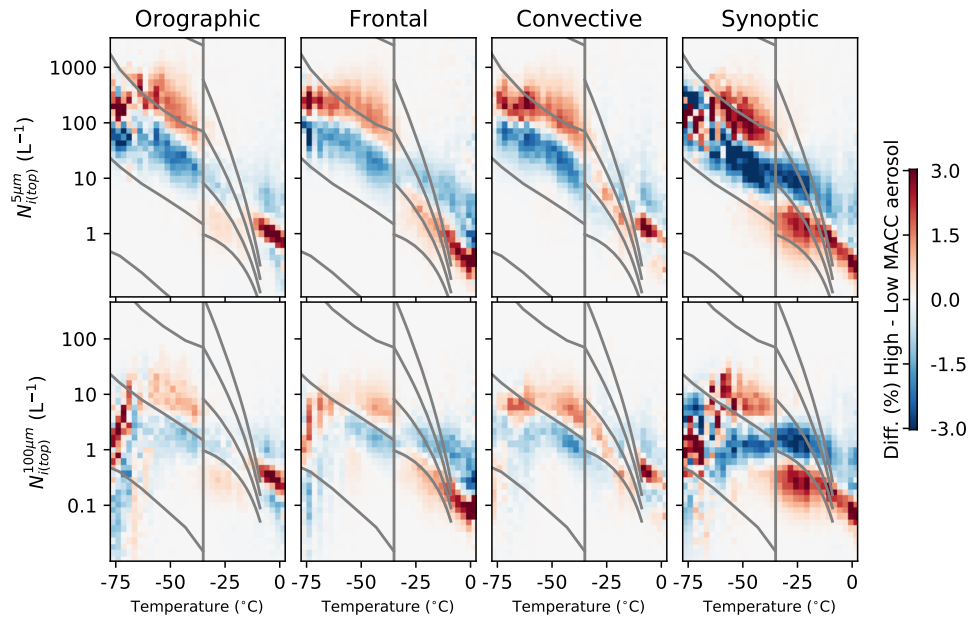 Orographic Frontal Convective Synoptic
1000
100
10
1
N_{i(top)}^{5μm} (L⁻¹)
100
10
1
0.1
N_{i(top)}^{100μm} (L⁻¹)
-75 -50 -25 0 -75 -50 -25 0 -75 -50 -25 0 -75 -50 -25 0
Temperature (°C) Temperature (°C) Temperature (°C) Temperature (°C)
3.0
1.5
0.0
-1.5
-3.0
Diff. (%) High - Low MACC aerosol